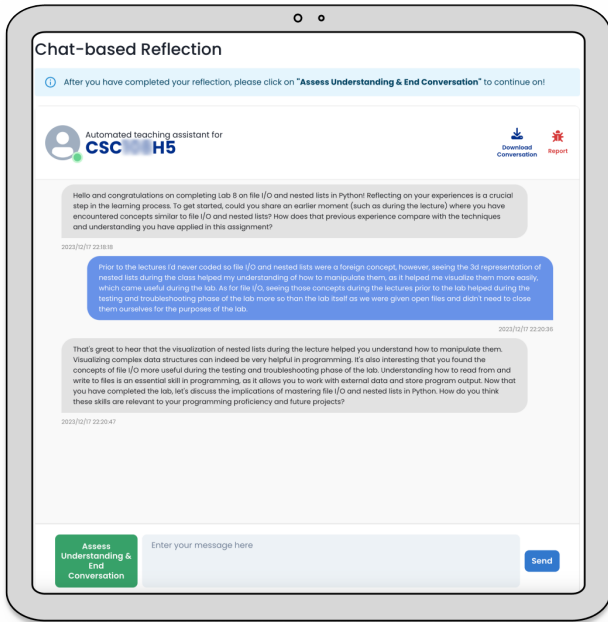 Chat-based Reflection
After you have completed your reflection, please click on "Assess Understanding & End Conversation" to continue on!
Automated teaching assistant for
CSC H5
Download
Conversation
Report
Hello and congratulations on completing Lab 8 on file I/O and nested lists in Python! Reflecting on your experiences is a crucial
step in the learning process. To get started, could you share an earlier moment (such as during the lecture) where you have
encountered concepts similar to file I/O and nested lists? How does that previous experience compare with the techniques
and understanding you have applied in this assignment?
2023/12/17 22:18:18
Prior to the lectures I'd never coded so file I/O and nested lists were a foreign concept, however, seeing the 3d representation of
nested lists during the class helped my understanding of how to manipulate them, as it helped me visualize them more easily,
which came useful during the lab. As for file I/O, seeing those concepts during the lectures prior to the lab helped during the
testing and troubleshooting phase of the lab more so than the lab itself as we were given open files and didn't need to close
them ourselves for the purposes of the lab.
2023/12/17 22:20:36
That's great to hear that the visualization of nested lists during the lecture helped you understand how to manipulate them.
Visualizing complex data structures can indeed be very helpful in programming. It's also interesting that you found the
concepts of file I/O more useful during the testing and troubleshooting phase of the lab. Understanding how to read from and
write to files is an essential skill in programming, as it allows you to work with external data and store program output. Now that
you have completed the lab, let's discuss the implications of mastering file I/O and nested lists in Python. How do you think
these skills are relevant to your programming proficiency and future projects?
2023/12/17 22:20:47
Assess
Understanding &
End
Conversation
Enter your message here
Send